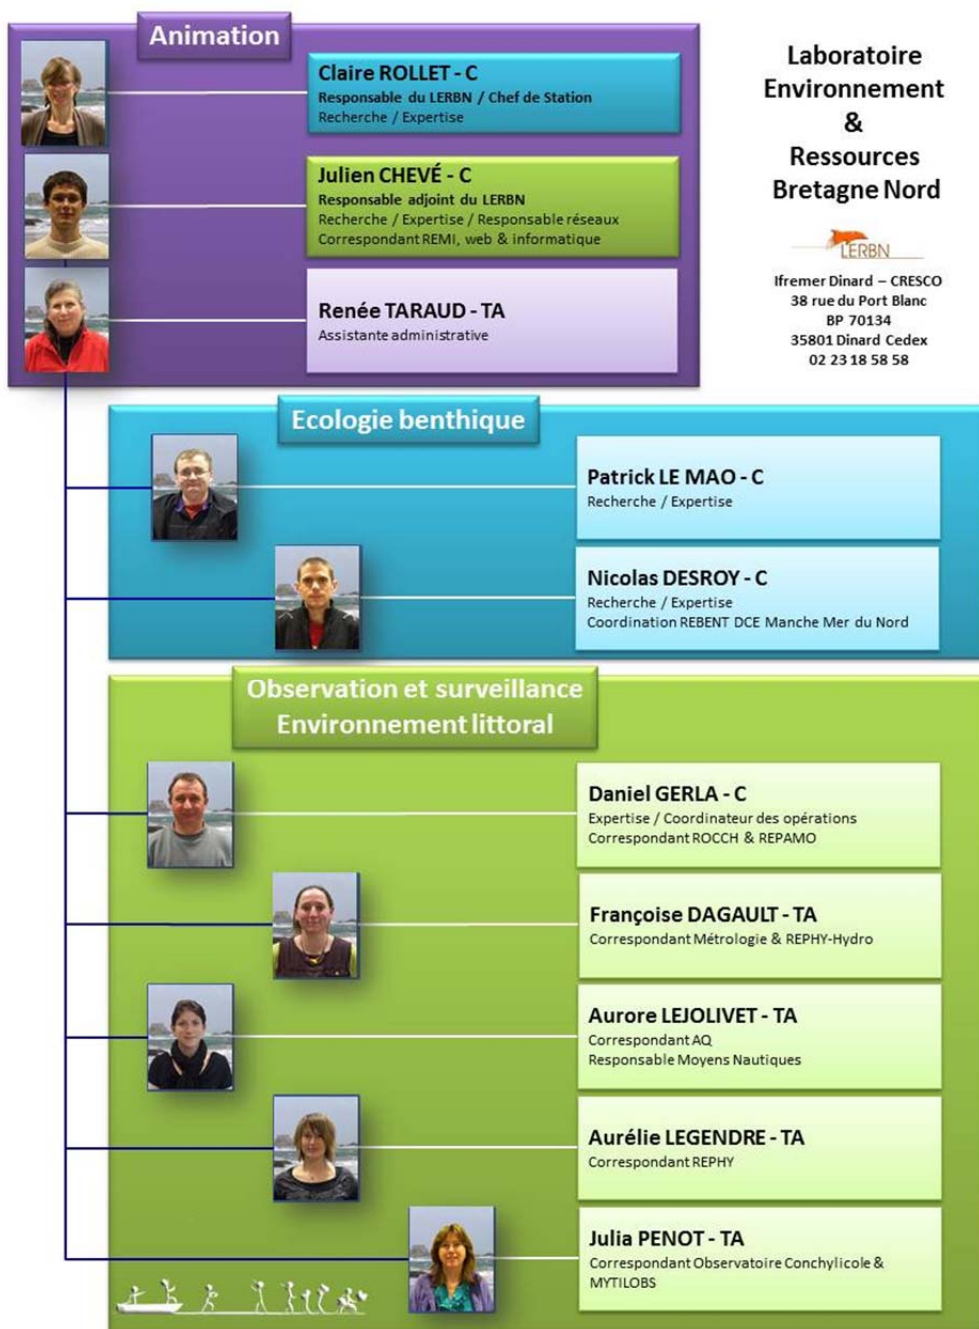 Animation
Claire ROLLET - C
Responsable du LERBN / Chef de Station
Recherche / Expertise
Julien CHEVÉ - C
Responsable adjoint du LERBN
Recherche / Expertise / Responsable réseaux
Correspondant REMI, web & informatique
Renée TARAUD - TA
Assistante administrative
Laboratoire
Environnement
&
Ressources
Bretagne Nord
LERBN
Ifremer Dinard – CRESCO
38 rue du Port Blanc
BP 70134
35801 Dinard Cedex
02 23 18 58 58
Ecologie benthique
Patrick LE MAO - C
Recherche / Expertise
Nicolas DESROY - C
Recherche / Expertise
Coordination REBENT DCE Manche Mer du Nord
Observation et surveillance
Environnement littoral
Daniel GERLA - C
Expertise / Coordinateur des opérations
Correspondant ROCCH & REPAMO
Françoise DAGAULT - TA
Correspondant Métrologie & REPHY-Hydro
Aurore LEJOLIVET - TA
Correspondant AQ
Responsable Moyens Nautiques
Aurélie LEGENDRE - TA
Correspondant REPHY
Julia PENOT - TA
Correspondant Observatoire Conchylicole &
MYTILOBS